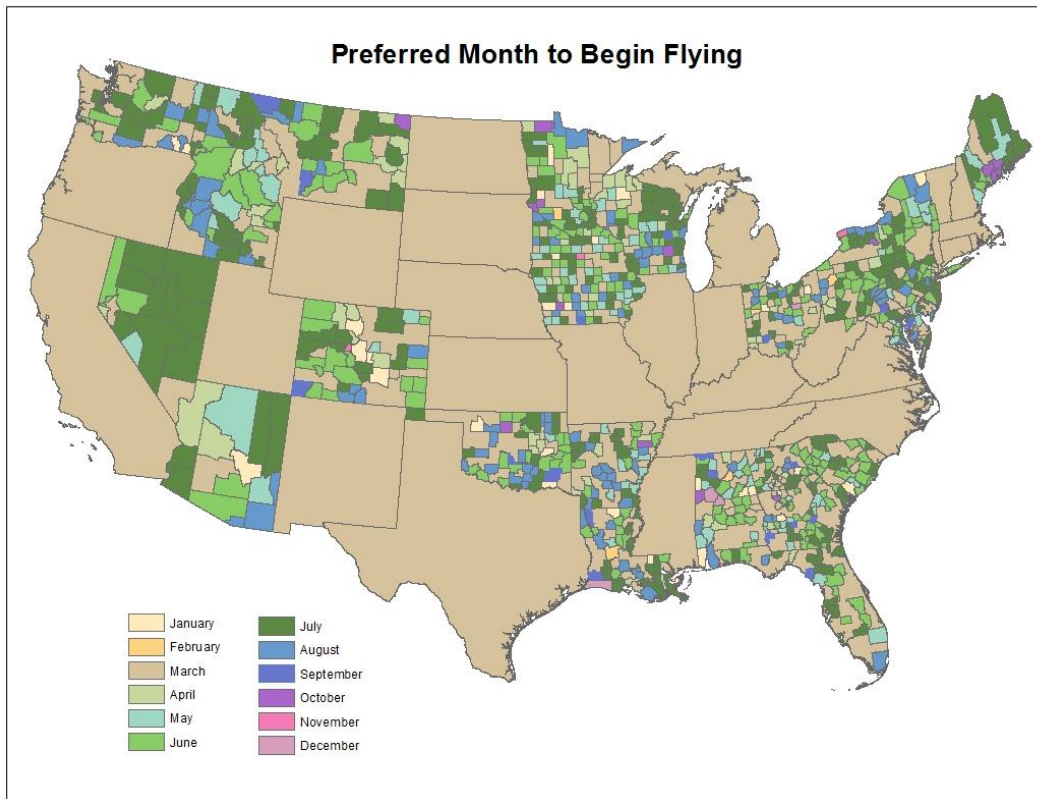 Preferred Month to Begin Flying
January
February
March
April
May
June
July
August
September
October
November
December